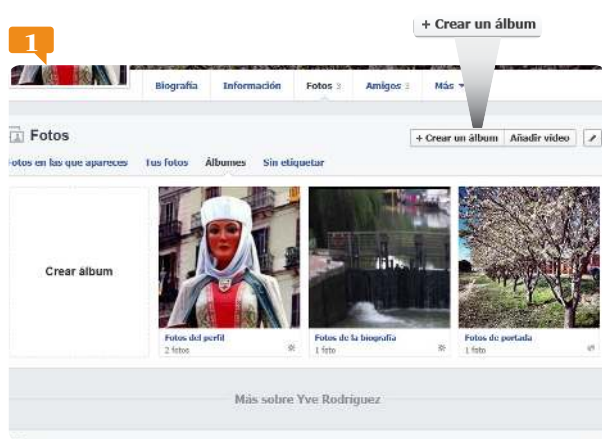 + Crear un álbum
1
Biografía Información Fotos 3 Amigos 3 Más
Fotos
+ Crear un álbum Añadir vídeo
Fotos en las que apareces Tus fotos Álbumes Sin etiquetar
Crear álbum
Fotos del perfil
2 fotos
Fotos de la biografía
1 foto
Fotos de portada
1 foto
Más sobre Yve Rodríguez